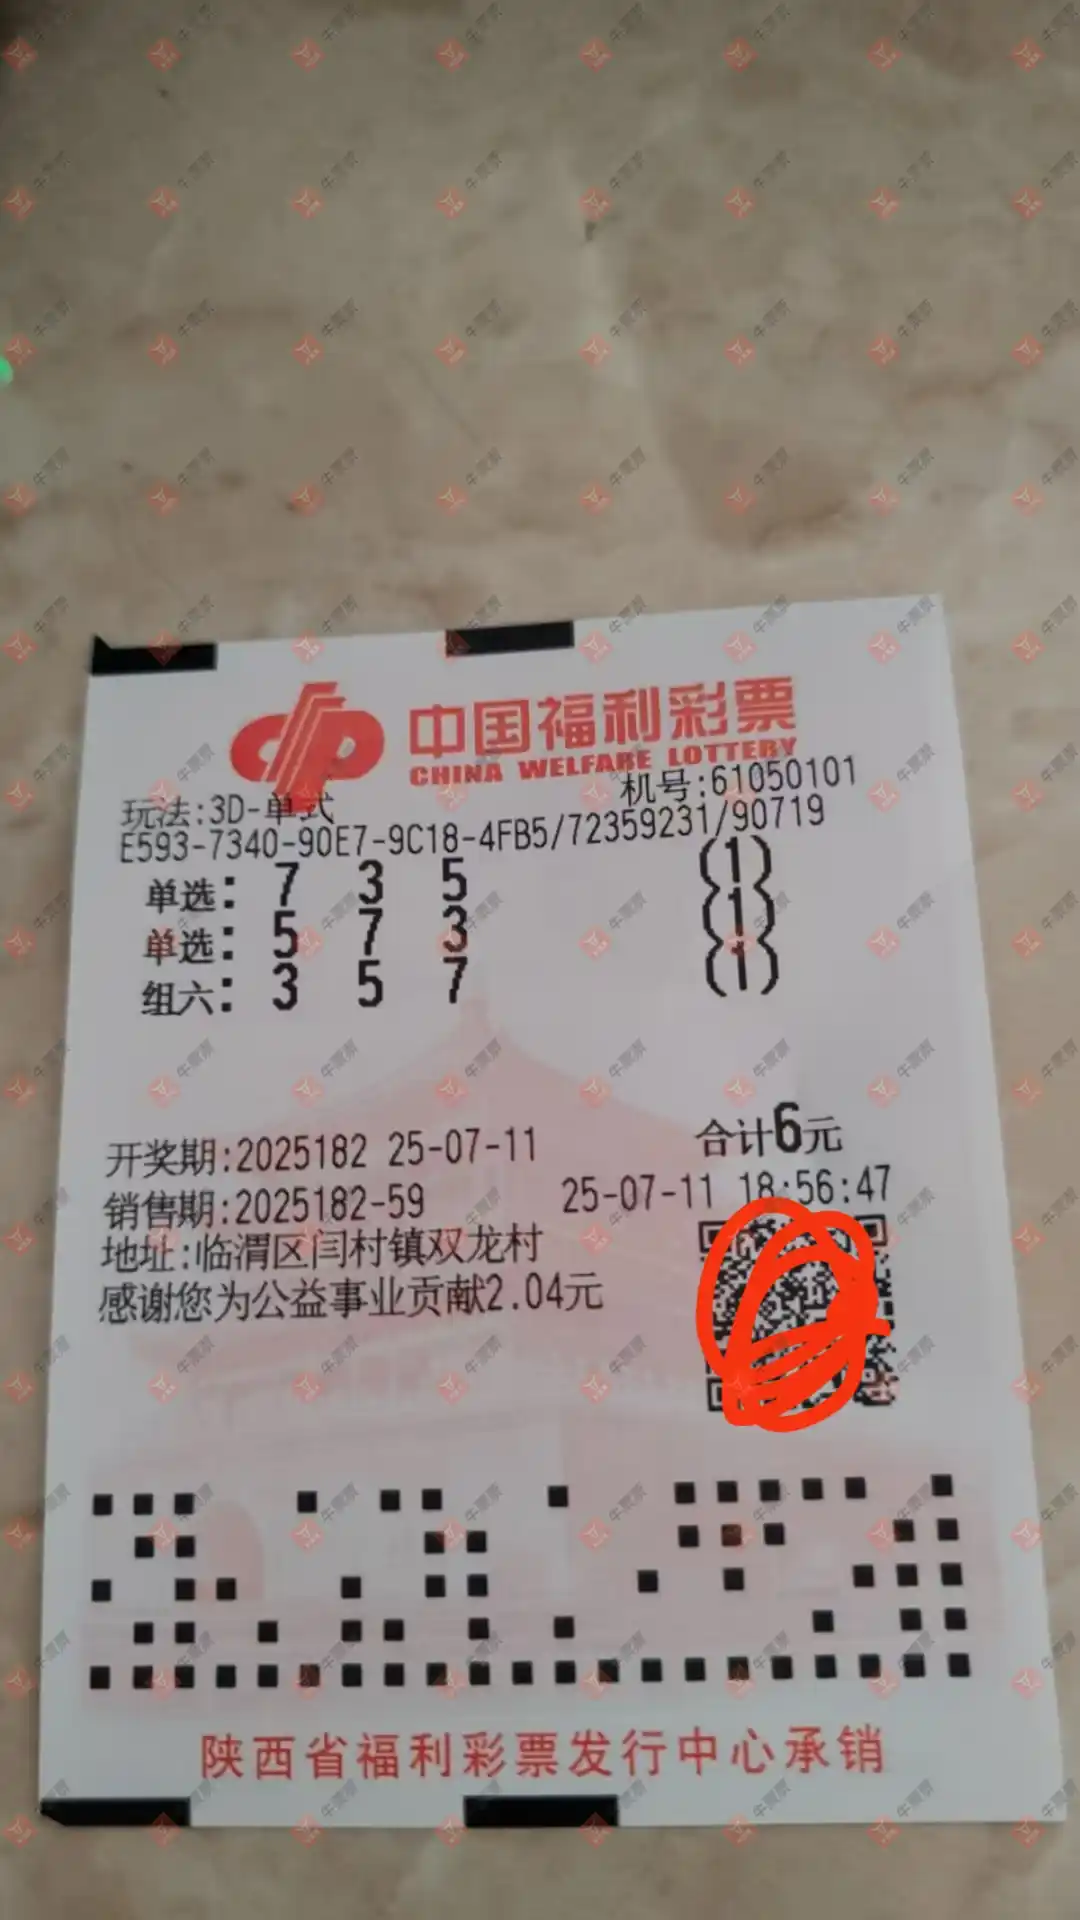 中国福利彩票
CHINA WELFARE LOTTERY
机号:61050101
玩法:3D-单式
E593-7340-90E7-9C18-4FB5/72359231/90719
单选: 7 3 5 (1)
单选: 5 7 3 (1)
组六: 3 5 7 (1)
合计6元
开奖期:2025182 25-07-11
销售期:2025182-59 25-07-11 18:56:47
地址:临渭区闫村镇双龙村
感谢您为公益事业贡献2.04元
陕西省福利彩票发行中心承销